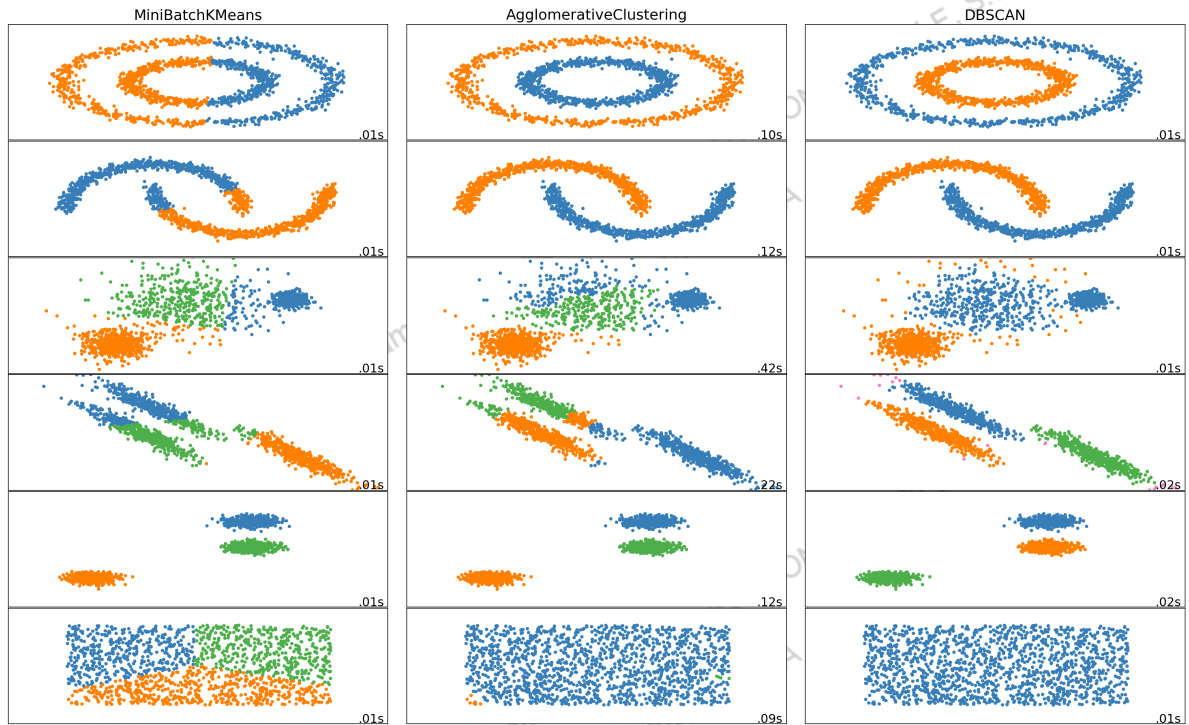 MiniBatchKMeans AgglomerativeClustering DBSCAN
.01s .10s .01s
.01s .12s .01s
.01s .42s .01s
.01s .22s .02s
.01s .12s .02s
.01s .09s .01s